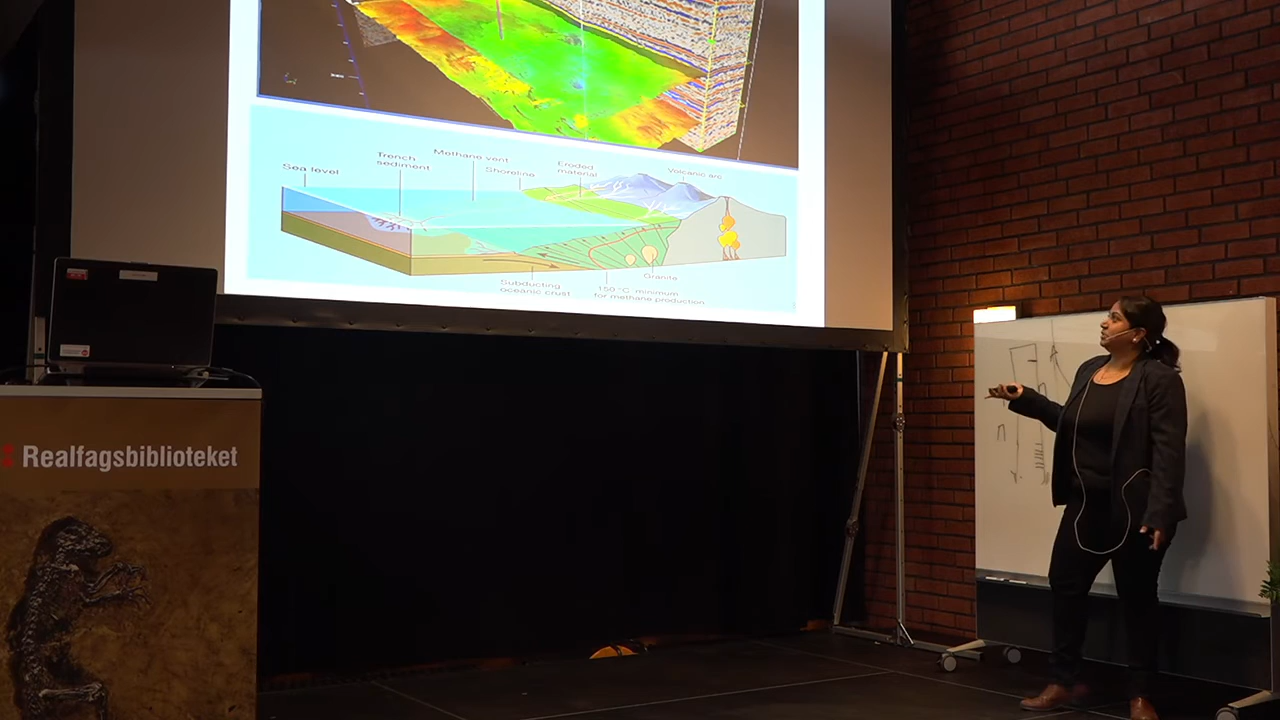 Sea level
Trench
sediment
Methane vent
Shoreline
Eroded
material
Volcanic arc
Granite
Subducting
oceanic crust
150 °C minimum
for methane production
Realfagsbiblioteket